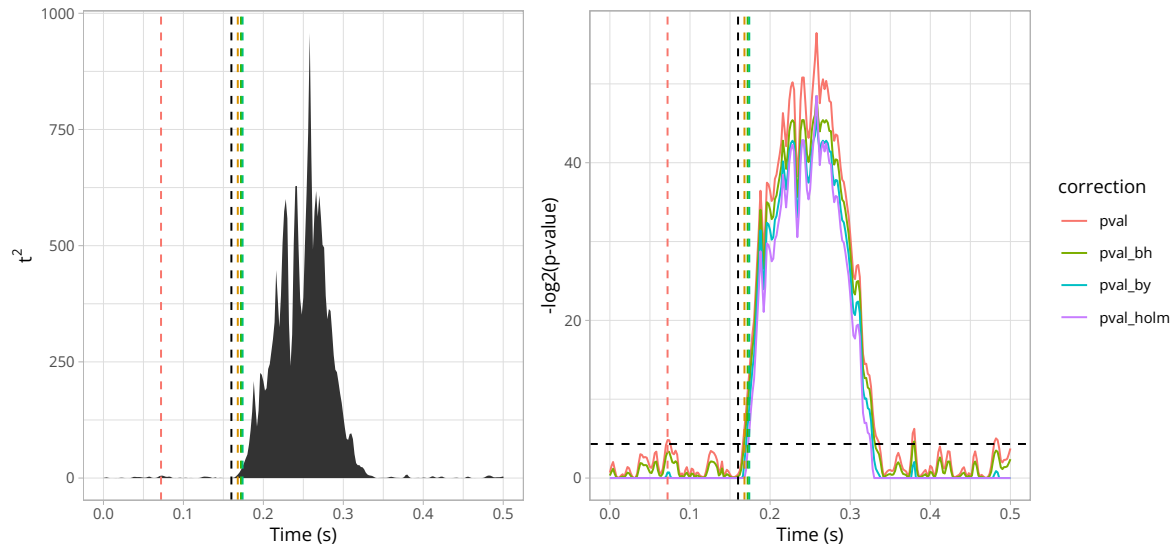 1000
750
500
250
0
t²
0.0 0.1 0.2 0.3 0.4 0.5
Time (s)
40
20
0
-log2(p-value)
0.0 0.1 0.2 0.3 0.4 0.5
Time (s)
correction
pval
pval_bh
pval_by
pval_holm